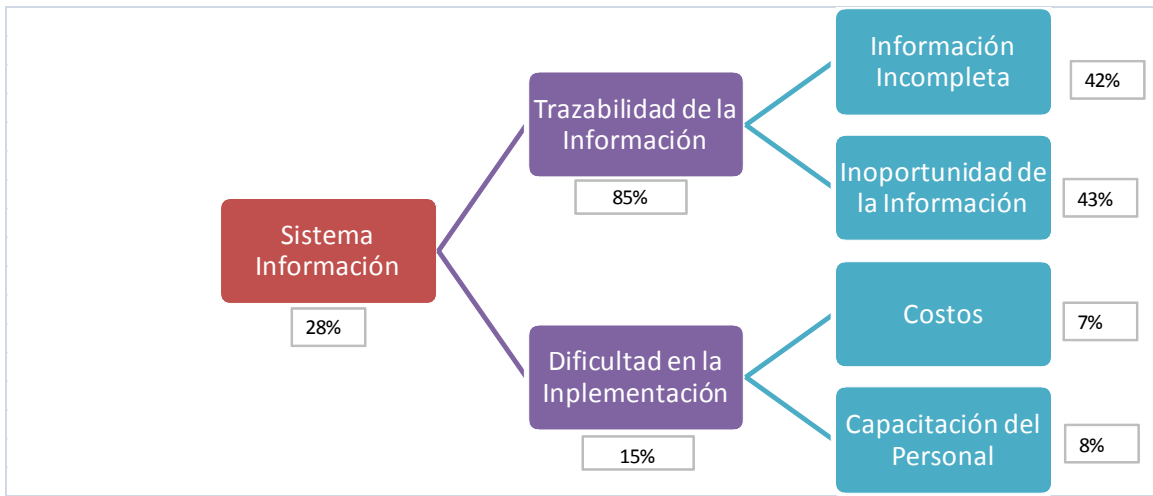 Sistema
Información
28%
Trazabilidad de la
Información
85%
Información
Incompleta
42%
Inoportunidad de
la Información
43%
Dificultad en la
Inplementación
15%
Costos
7%
Capacitación del
Personal
8%